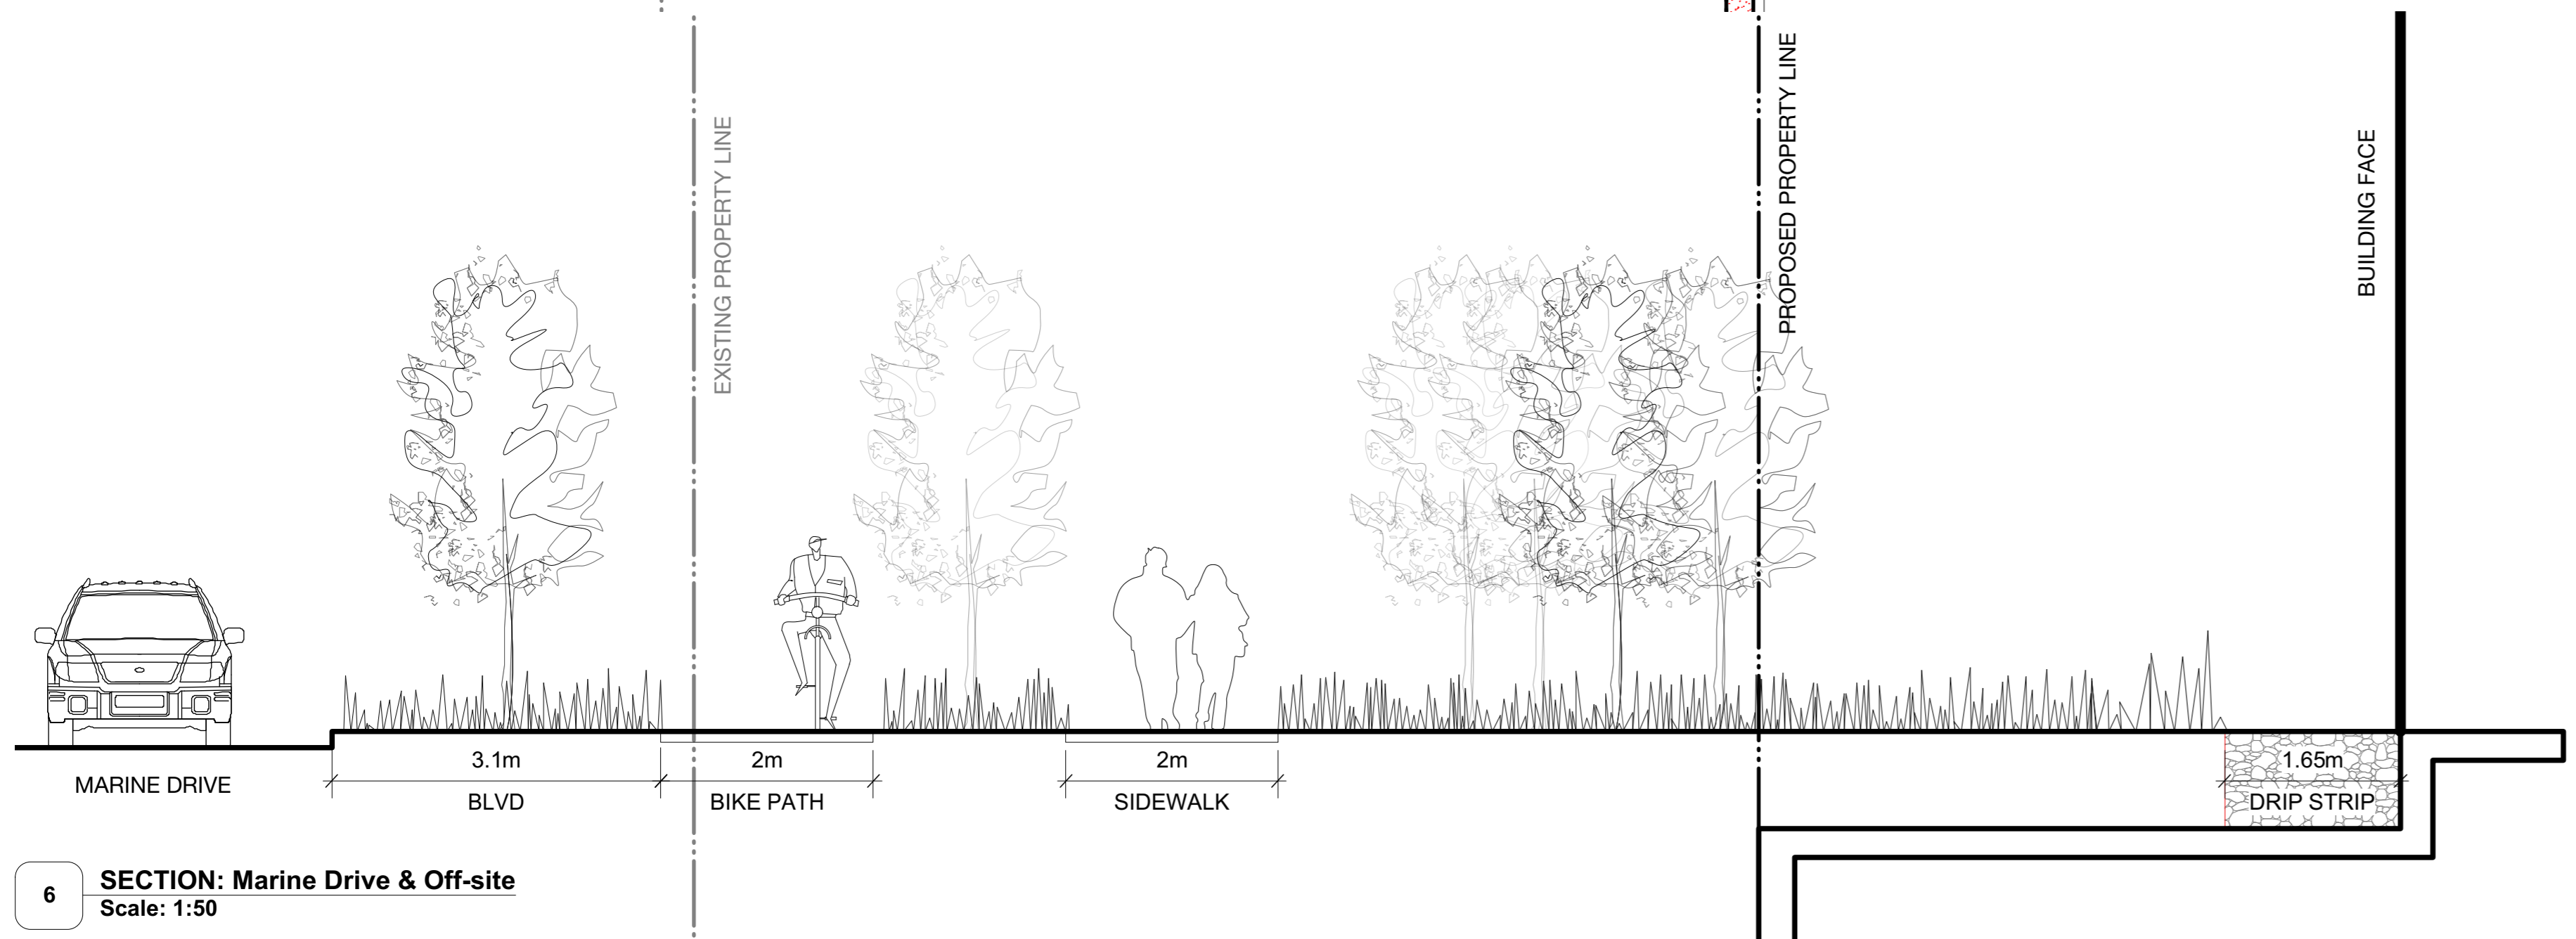 EXISTING PROPERTY LINE
PROPOSED PROPERTY LINE
BUILDING FACE
3.1m
2m
2m
1.65m
MARINE DRIVE
BLVD
BIKE PATH
SIDEWALK
DRIP STRIP
6
SECTION: Marine Drive & Off-site
Scale: 1:50